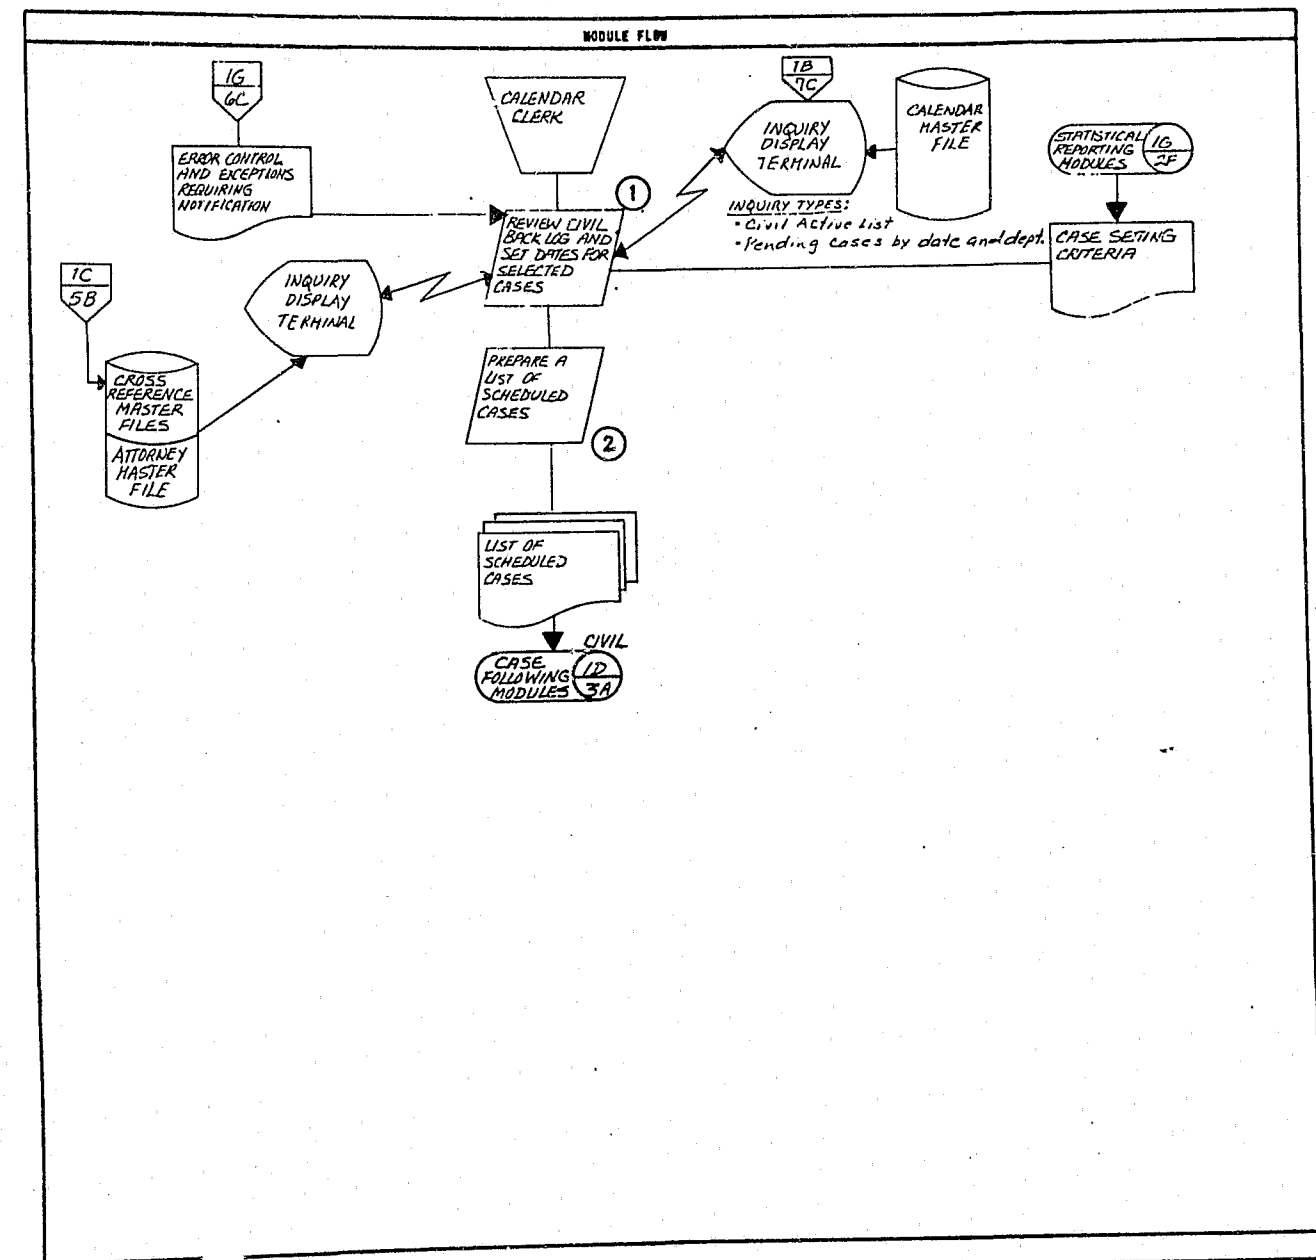 MODULE FLOW
1G
6C
ERROR CONTROL
AND EXCEPTIONS
REQUIRING
NOTIFICATION
CALENDAR
CLERK
1B
7C
INQUIRY
DISPLAY
TERMINAL
CALENDAR
MASTER
FILE
INQUIRY TYPES:
• Civil Active List
• Pending cases by date and dept.
STATISTICAL
REPORTING
MODULES
1G
2F
CASE SETING
CRITERIA
1
REVIEW CIVIL
BACK LOG AND
SET DATES FOR
SELECTED
CASES
1C
5B
INQUIRY
DISPLAY
TERMINAL
CROSS
REFERENCE
MASTER
FILES
ATTORNEY
MASTER
FILE
PREPARE A
LIST OF
SCHEDULED
CASES
2
LIST OF
SCHEDULED
CASES
CIVIL
CASE
FOLLOWING
MODULES
1D
3A